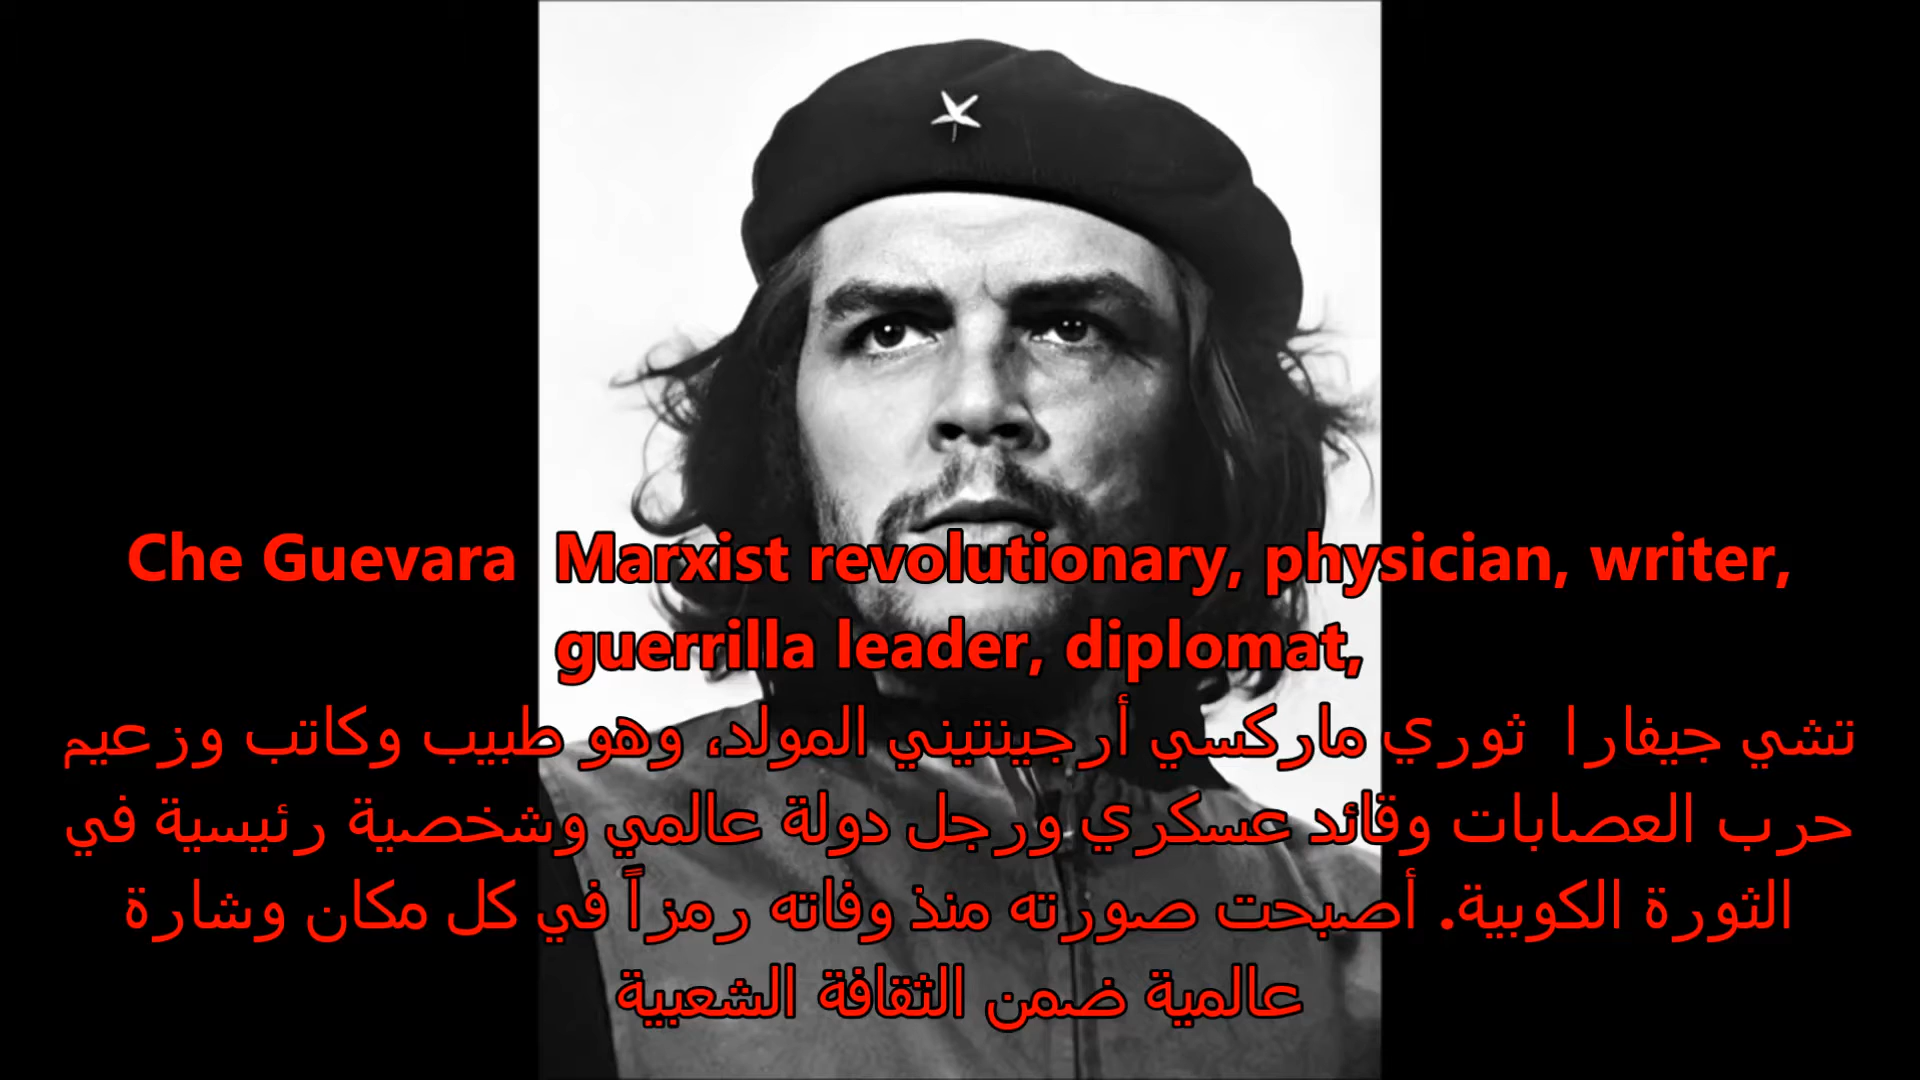 Che Guevara  Marxist revolutionary, physician, writer,
guerrilla leader, diplomat,
تشي جيفارا  ثوري ماركسي أرجينتيني المولد، وهو طبيب وكاتب وزعيم
حرب العصابات وقائد عسكري ورجل دولة عالمي وشخصية رئيسية في
الثورة الكوبية. أصبحت صورته منذ وفاته رمزاً في كل مكان وشارة
عالمية ضمن الثقافة الشعبية